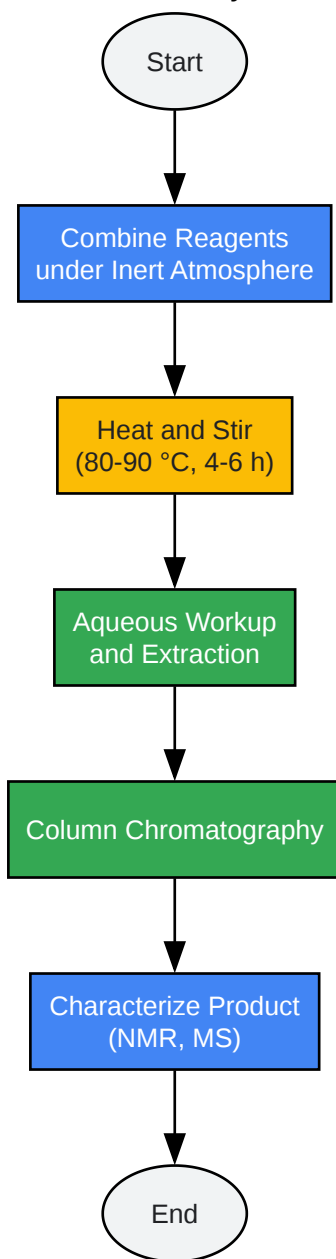 Start
Combine Reagents
under Inert Atmosphere
Heat and Stir
(80-90 °C, 4-6 h)
Aqueous Workup
and Extraction
Column Chromatography
Characterize Product
(NMR, MS)
End